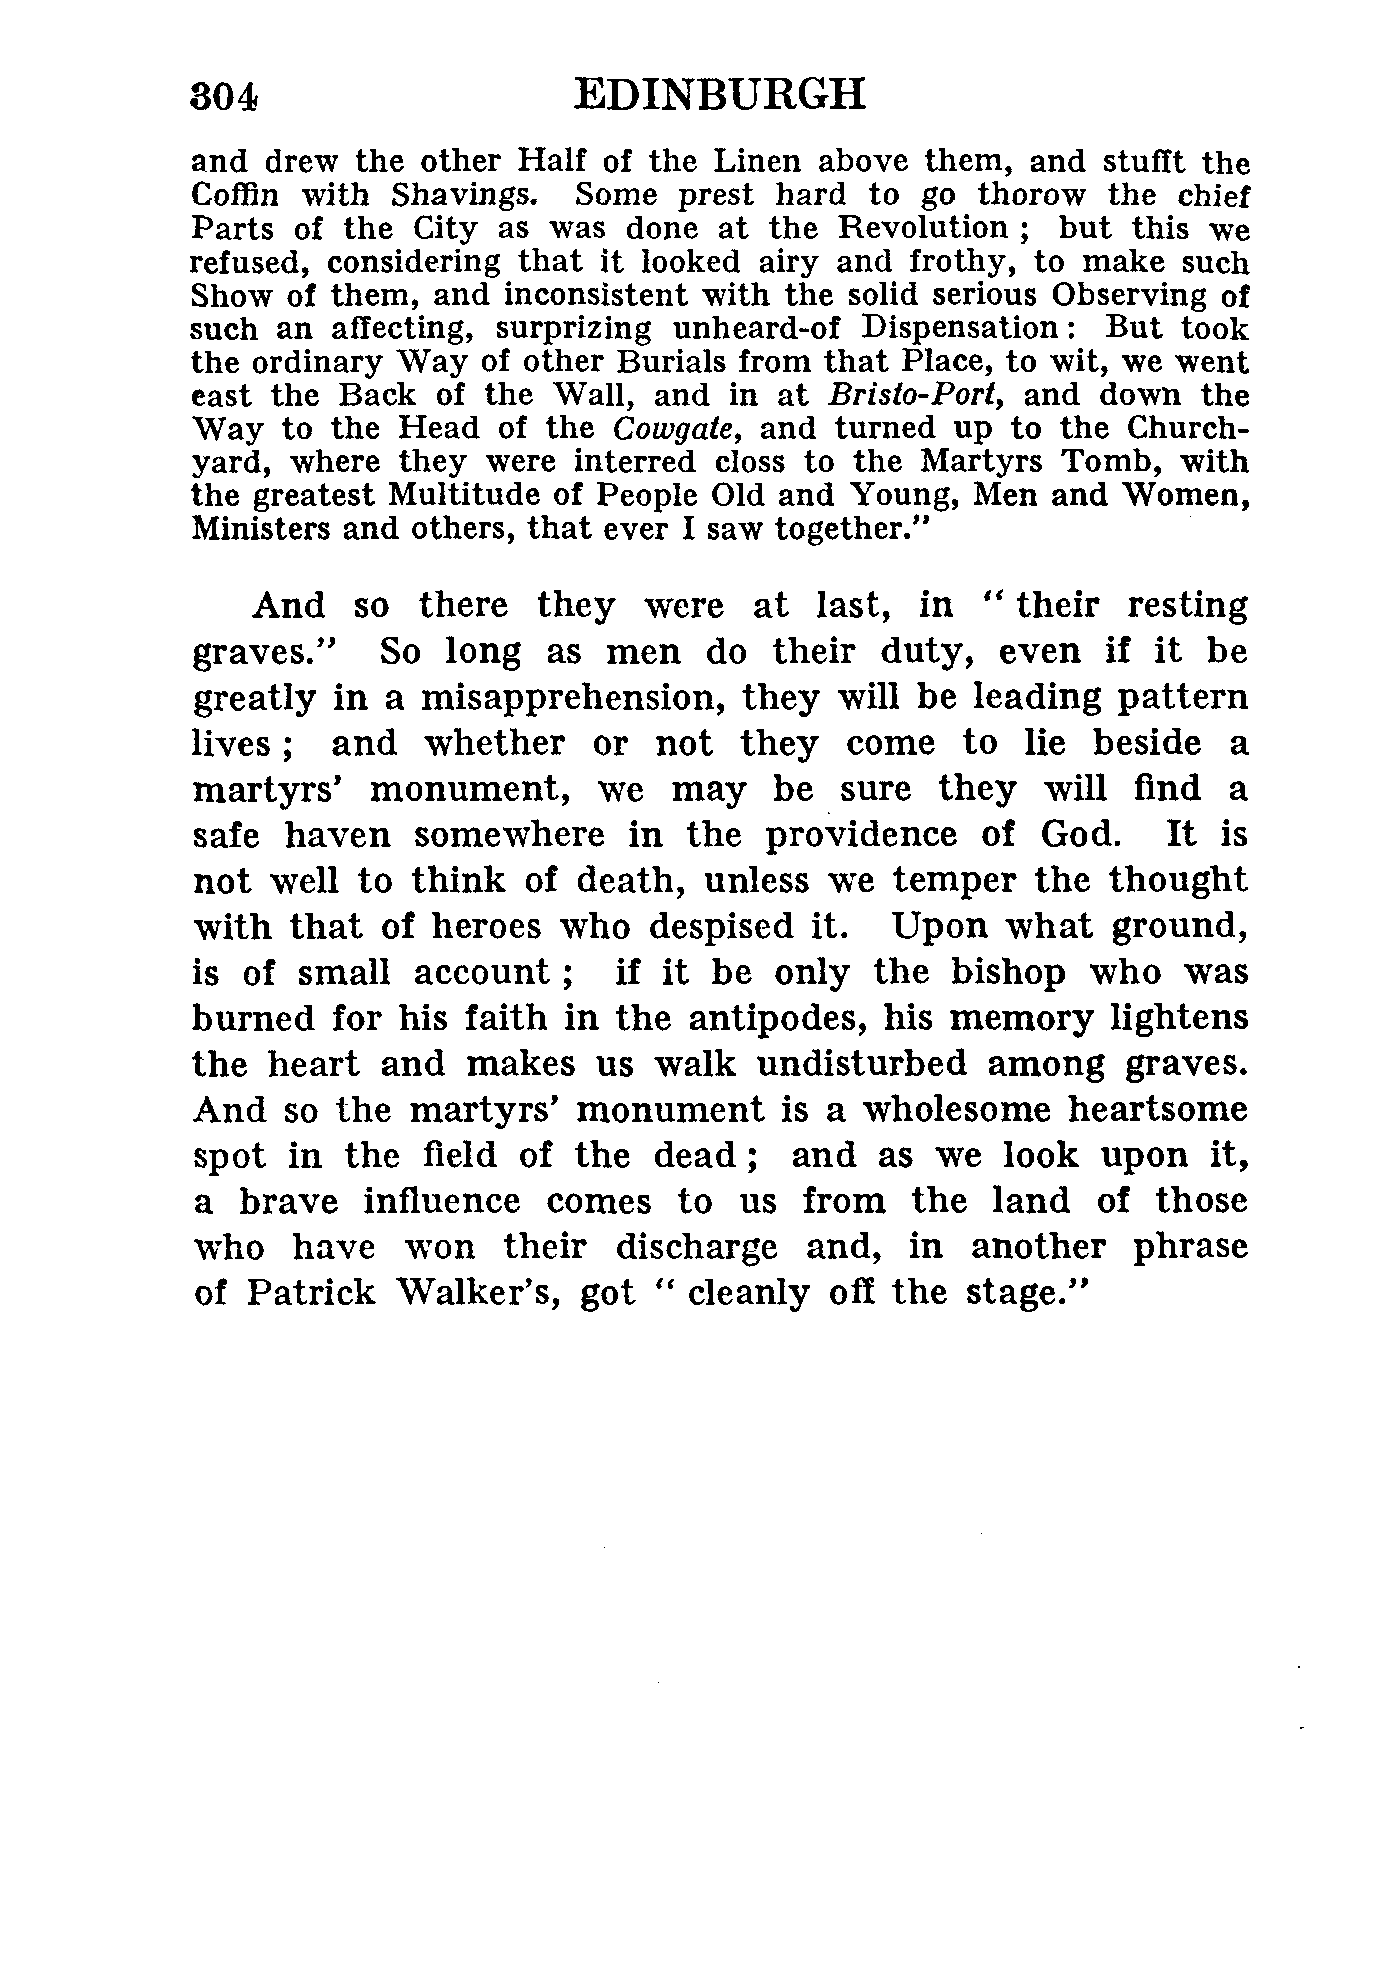 304 EDINBURGH
and drew the other Half of the Linen above them, and stufft the
Coffin with Shavings. Some prest hard to go thorow the chief
Parts of the City as was done at the Revolution ; but this we
refused, considering that it looked airy and frothy, to make such
Show of them, and inconsistent with the solid serious Observing of
such an affecting, surprizing unheard-of Dispensation : But took
the ordinary Way of other Burials from that Place, to wit, we went
east the Back of the Wall, and in at Bristo-Port, and down the
Way to the Head of the Cowgate, and turned up to the Church-
yard, where they were interred closs to the Martyrs Tomb, with
the greatest Multitude of People Old and Young, Men and Women,
Ministers and others, that ever I saw together.”
And so there they were at last, in “ their resting
graves.” So long as men do their duty, even if it be
greatly in a misapprehension, they will be leading pattern
lives ; and whether or not they come to lie beside a
martyrs’ monument, we may be sure they will find a
safe haven somewhere in the providence of God. It is
not well to think of death, unless we temper the thought
with that of heroes who despised it. Upon what ground,
is of small account ; if it be only the bishop who was
burned for his faith in the antipodes, his memory lightens
the heart and makes us walk undisturbed among graves.
And so the martyrs’ monument is a wholesome heartsome
spot in the field of the dead ; and as we look upon it,
a brave influence comes to us from the land of those
who have won their discharge and, in another phrase
of Patrick Walker’s, got “ cleanly off the stage.”